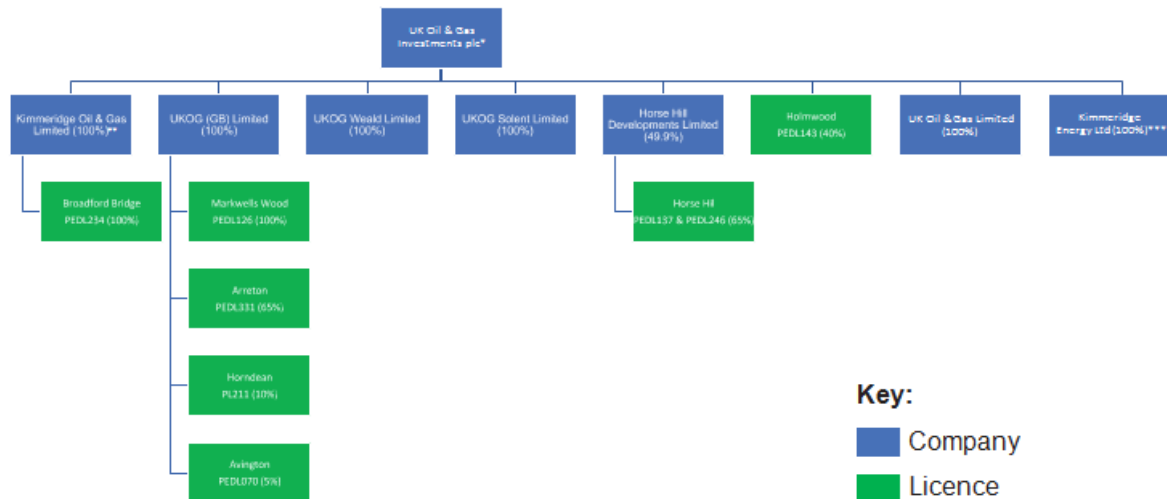 UK Oil & Gas
Investments plc*
Kimmeridge Oil & Gas
Limited (100%)**
UKOG (GB) Limited
(100%)
UKOG Weald Limited
(100%)
UKOG Solent Limited
(100%)
Horse Hill
Developments Limited
(49.9%)
Holmwood
PEDL143 (40%)
UK Oil & Gas Limited
(100%)
Kimmeridge
Energy Ltd (100%)***
Broadford Bridge
PEDL234 (100%)
Markwells Wood
PEDL126 (100%)
Horse Hil
PEDL137 & PEDL246 (65%)
Arreton
PEDL331 (65%)
Horndean
PL211 (10%)
Avington
PEDL070 (5%)
Key:
Company
Licence